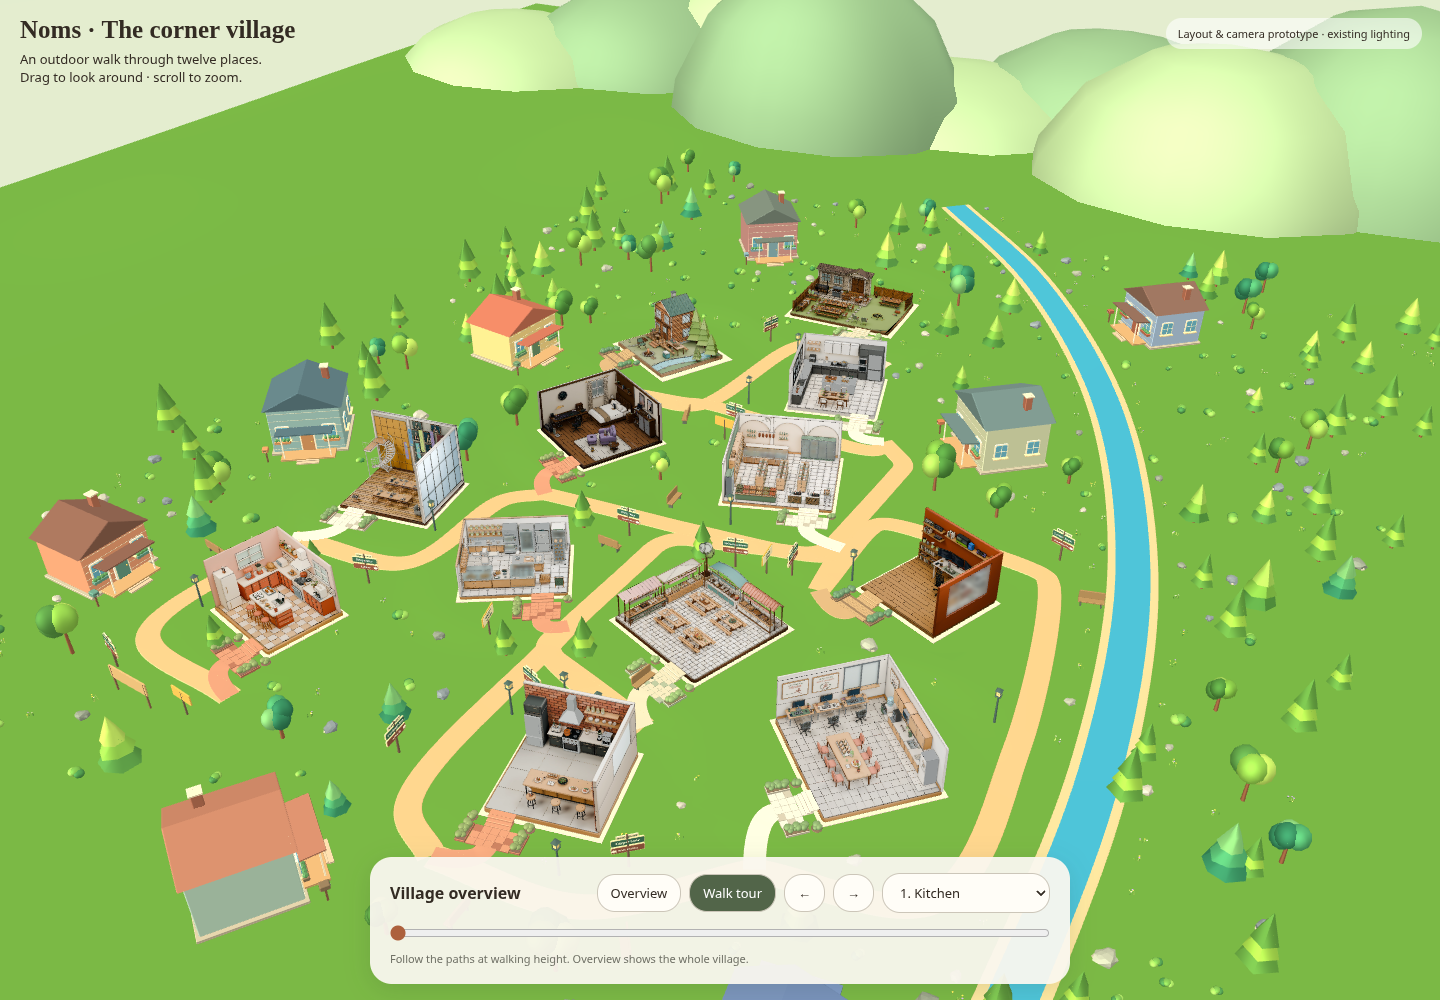 Noms · The corner village
An outdoor walk through twelve places.
Drag to look around · scroll to zoom.
Layout & camera prototype · existing lighting
Village overview
Overview
Walk tour
←
→
1. Kitchen
Follow the paths at walking height. Overview shows the whole village.